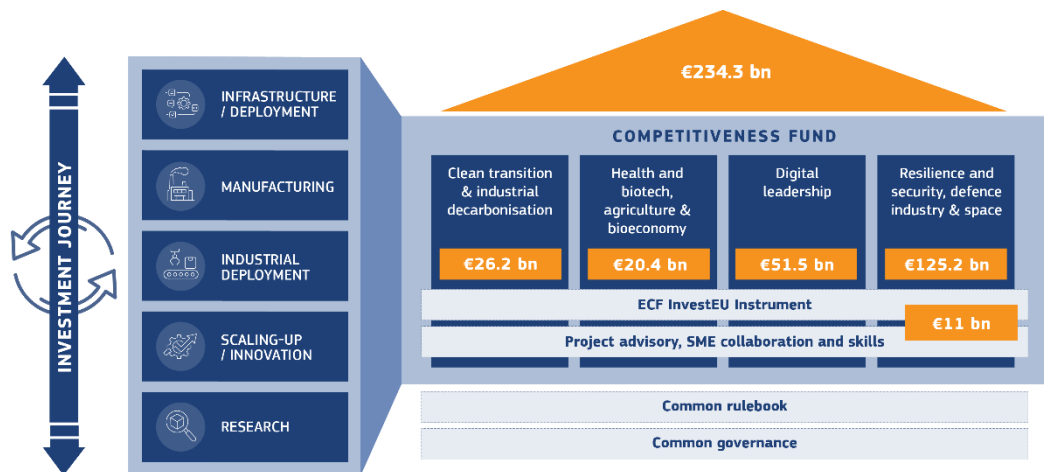 INVESTMENT JOURNEY
INFRASTRUCTURE
/ DEPLOYMENT
MANUFACTURING
INDUSTRIAL
DEPLOYMENT
SCALING-UP
/ INNOVATION
RESEARCH
€234.3 bn
COMPETITIVENESS FUND
Clean transition
& industrial
decarbonisation
€26.2 bn
Health and
biotech,
agriculture &
bioeconomy
€20.4 bn
Digital
leadership
€51.5 bn
Resilience and
security, defence
industry & space
€125.2 bn
ECF InvestEU Instrument
€11 bn
Project advisory, SME collaboration and skills
Common rulebook
Common governance